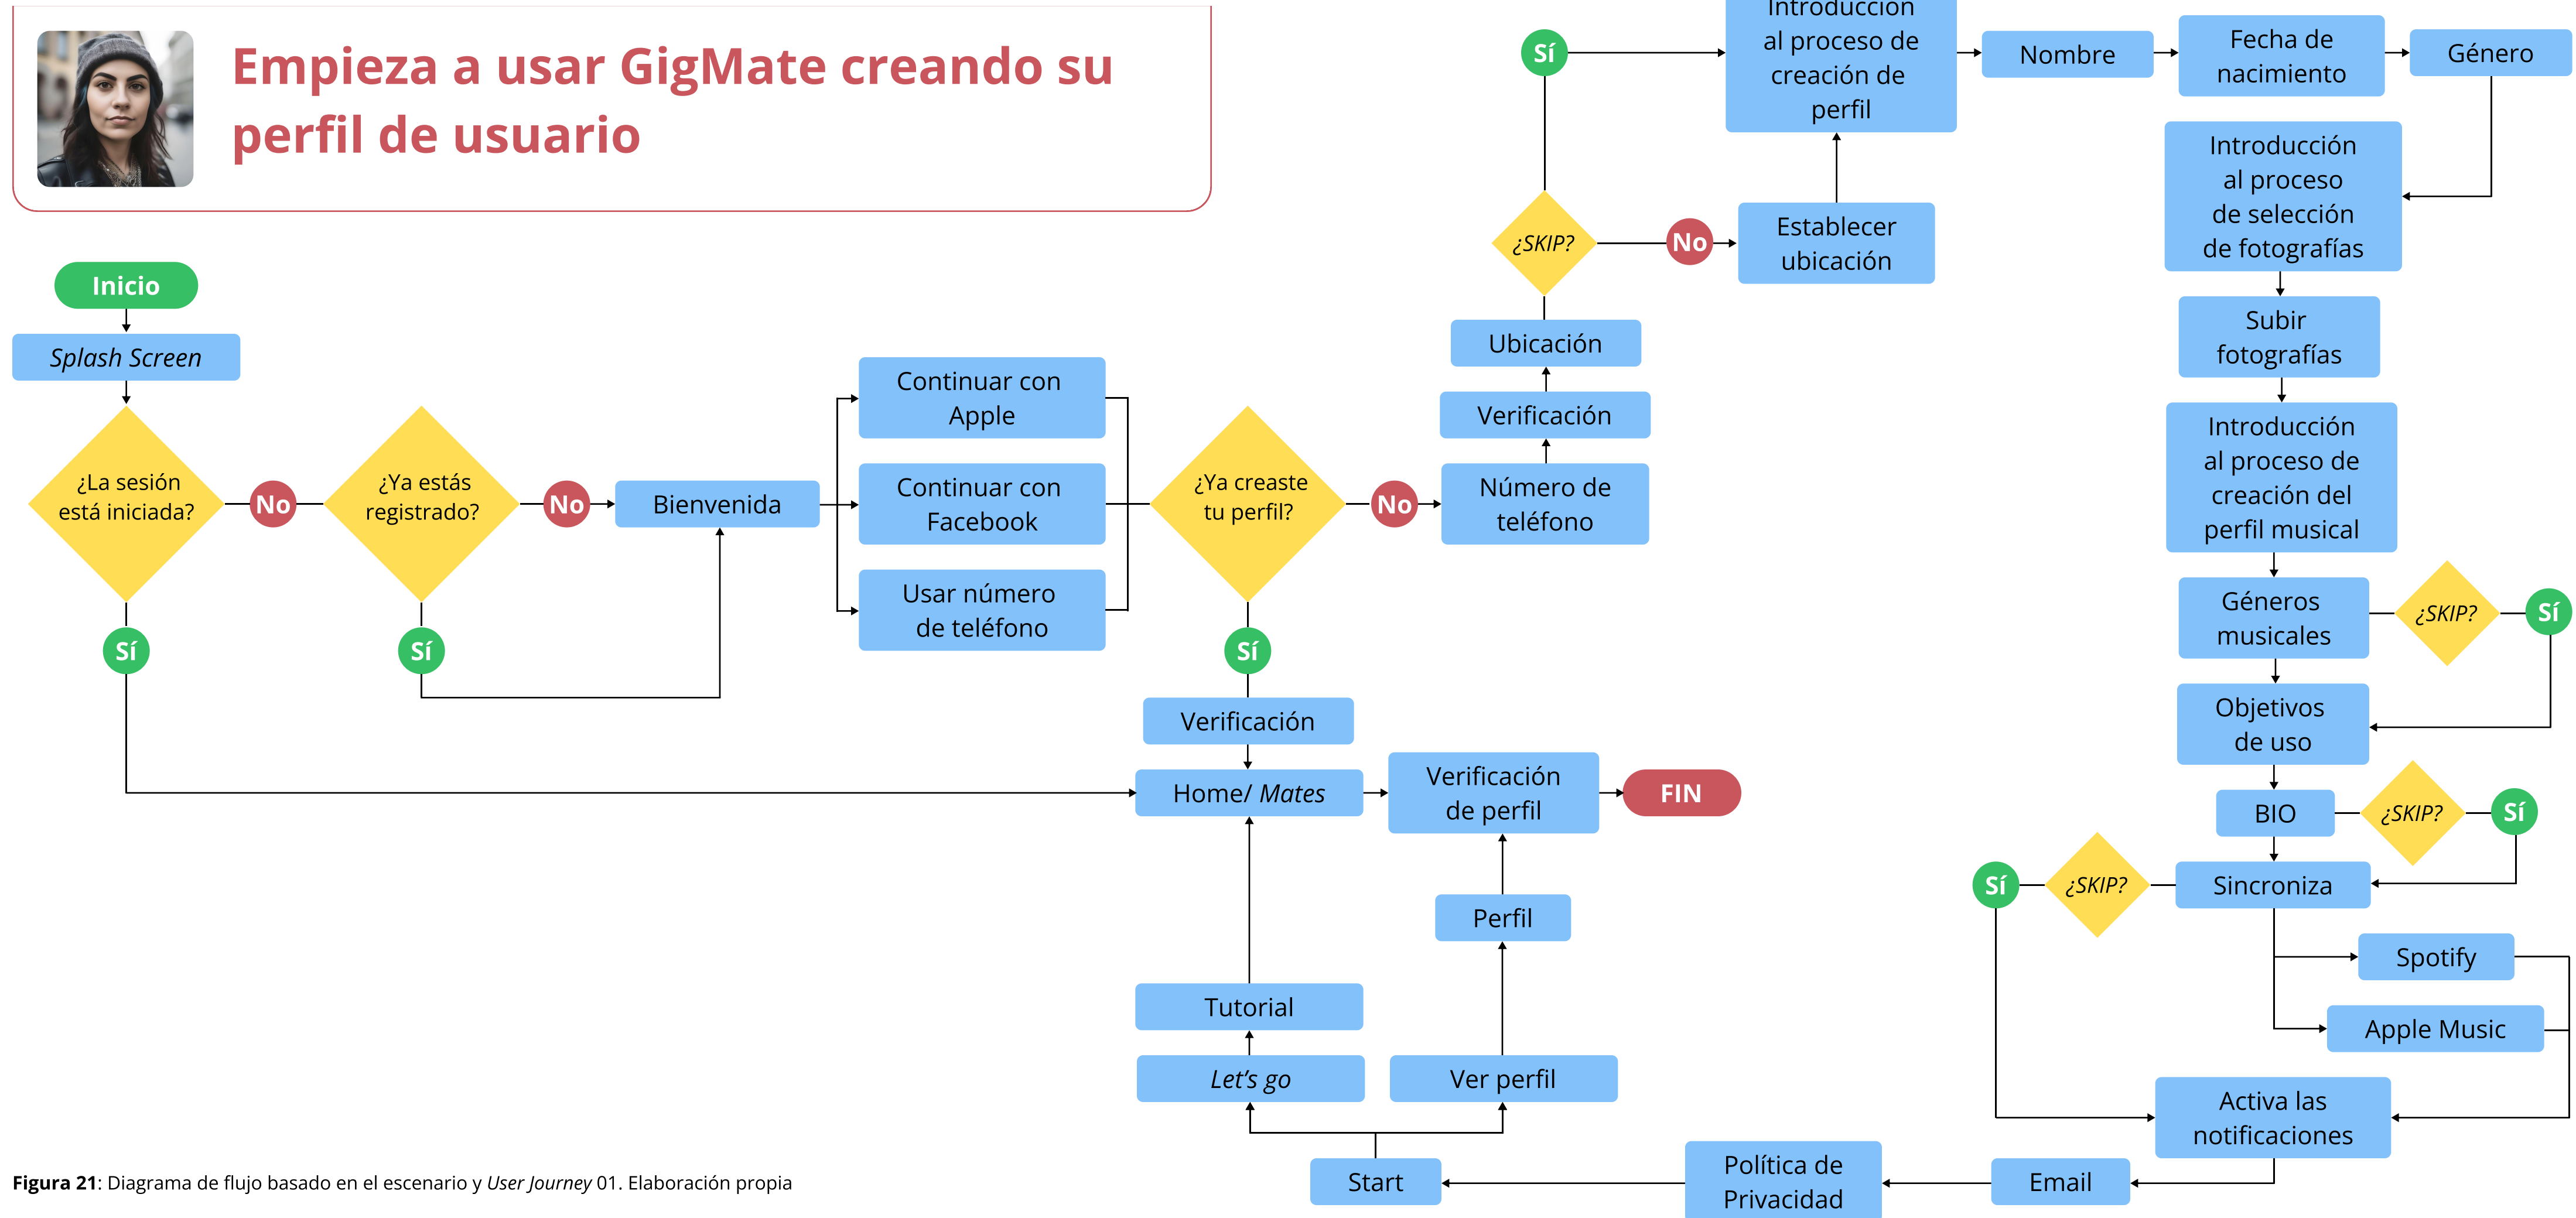 Empieza a usar GigMate creando su
perfil de usuario
Inicio
Splash Screen
¿La sesión
está iniciada?
No
Sí
¿Ya estás
registrado?
No
Sí
Bienvenida
Continuar con
Apple
Continuar con
Facebook
Usar número
de teléfono
¿Ya creaste
tu perfil?
No
Sí
Número de
teléfono
Verificación
Ubicación
¿SKIP?
No
Sí
Establecer
ubicación
Introducción
al proceso de
creación de
perfil
Nombre
Fecha de
nacimiento
Género
Introducción
al proceso
de selección
de fotografías
Subir
fotografías
Introducción
al proceso de
creación del
perfil musical
Géneros
musicales
¿SKIP?
Sí
Objetivos
de uso
BIO
¿SKIP?
Sí
Sincroniza
¿SKIP?
Sí
Spotify
Apple Music
Activa las
notificaciones
Email
Política de
Privacidad
Start
Let’s go
Tutorial
Ver perfil
Perfil
Verificación
Home/ Mates
Verificación
de perfil
FIN
Figura 21: Diagrama de flujo basado en el escenario y User Journey 01. Elaboración propia